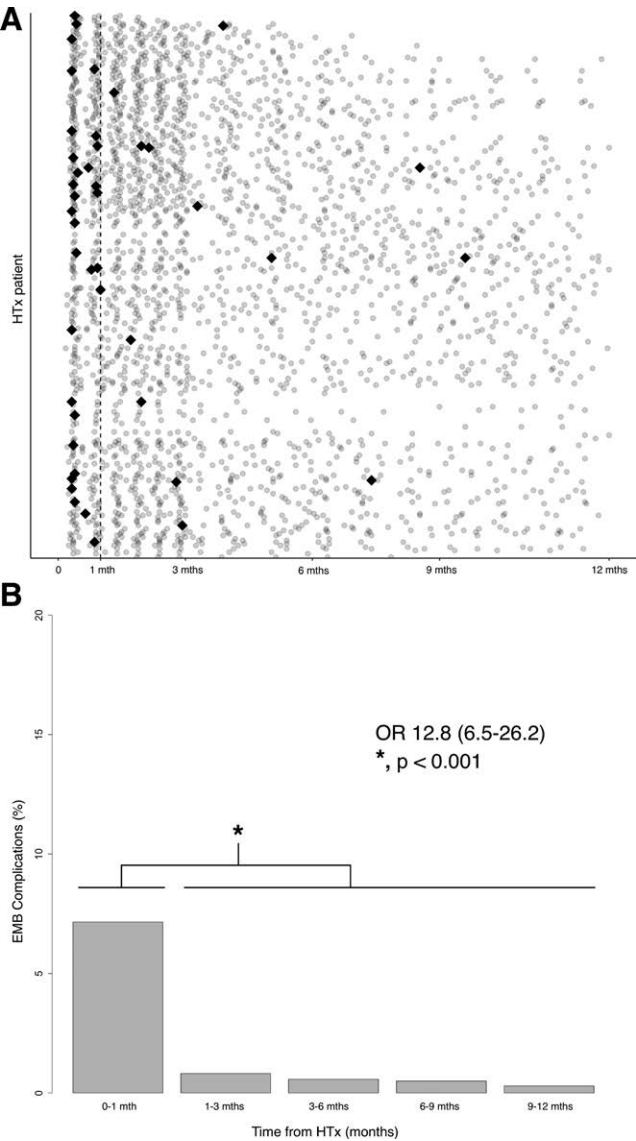 A
HTx patient
0 1 mth 3 mths 6 mths 9 mths 12 mths
B
20
15
10
5
0
EMB Complications (%)
OR 12.8 (6.5-26.2)
*, p < 0.001
*
0-1 mth 1-3 mths 3-6 mths 6-9 mths 9-12 mths
Time from HTx (months)